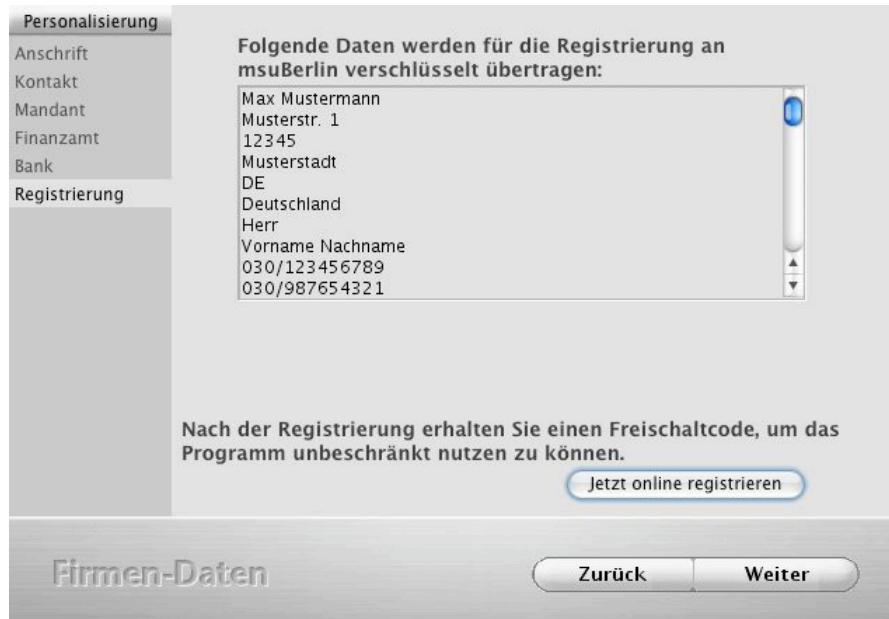 Personalisierung
Anschrift
Kontakt
Mandant
Finanzamt
Bank
Registrierung
Folgende Daten werden für die Registrierung an
msuBerlin verschlüsselt übertragen:
Max Mustermann
Musterstr. 1
12345
Musterstadt
DE
Deutschland
Herr
Vorname Nachname
030/123456789
030/987654321
Nach der Registrierung erhalten Sie einen Freischaltcode, um das
Programm unbeschränkt nutzen zu können.
Jetzt online registrieren
Firmen-Daten
Zurück
Weiter